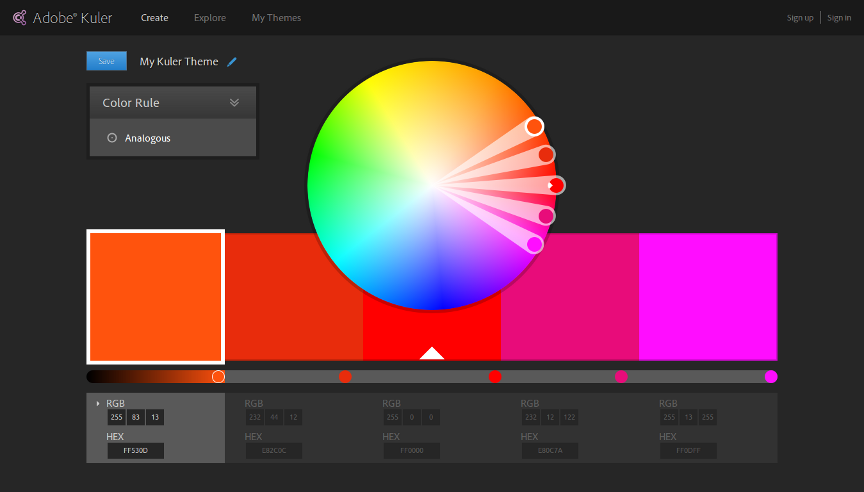 Adobe® Kuler Create Explore My Themes Sign up Sign in
Save My Kuler Theme
Color Rule
Analogous
RGB RGB RGB RGB RGB
255 83 13 232 44 12 255 0 0 232 12 122 255 13 255
HEX HEX HEX HEX HEX
FF530D E82C0C FF0000 E80C7A FF0DFF